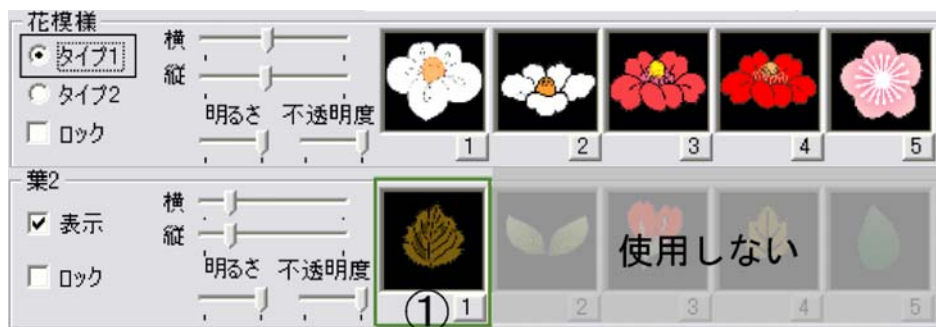 花模様
タイプ1
タイプ2
ロック
横
縦
明るさ 不透明度
1 2 3 4 5
葉2
表示
ロック
横
縦
明るさ 不透明度
使用しない
① 1 2 3 4 5